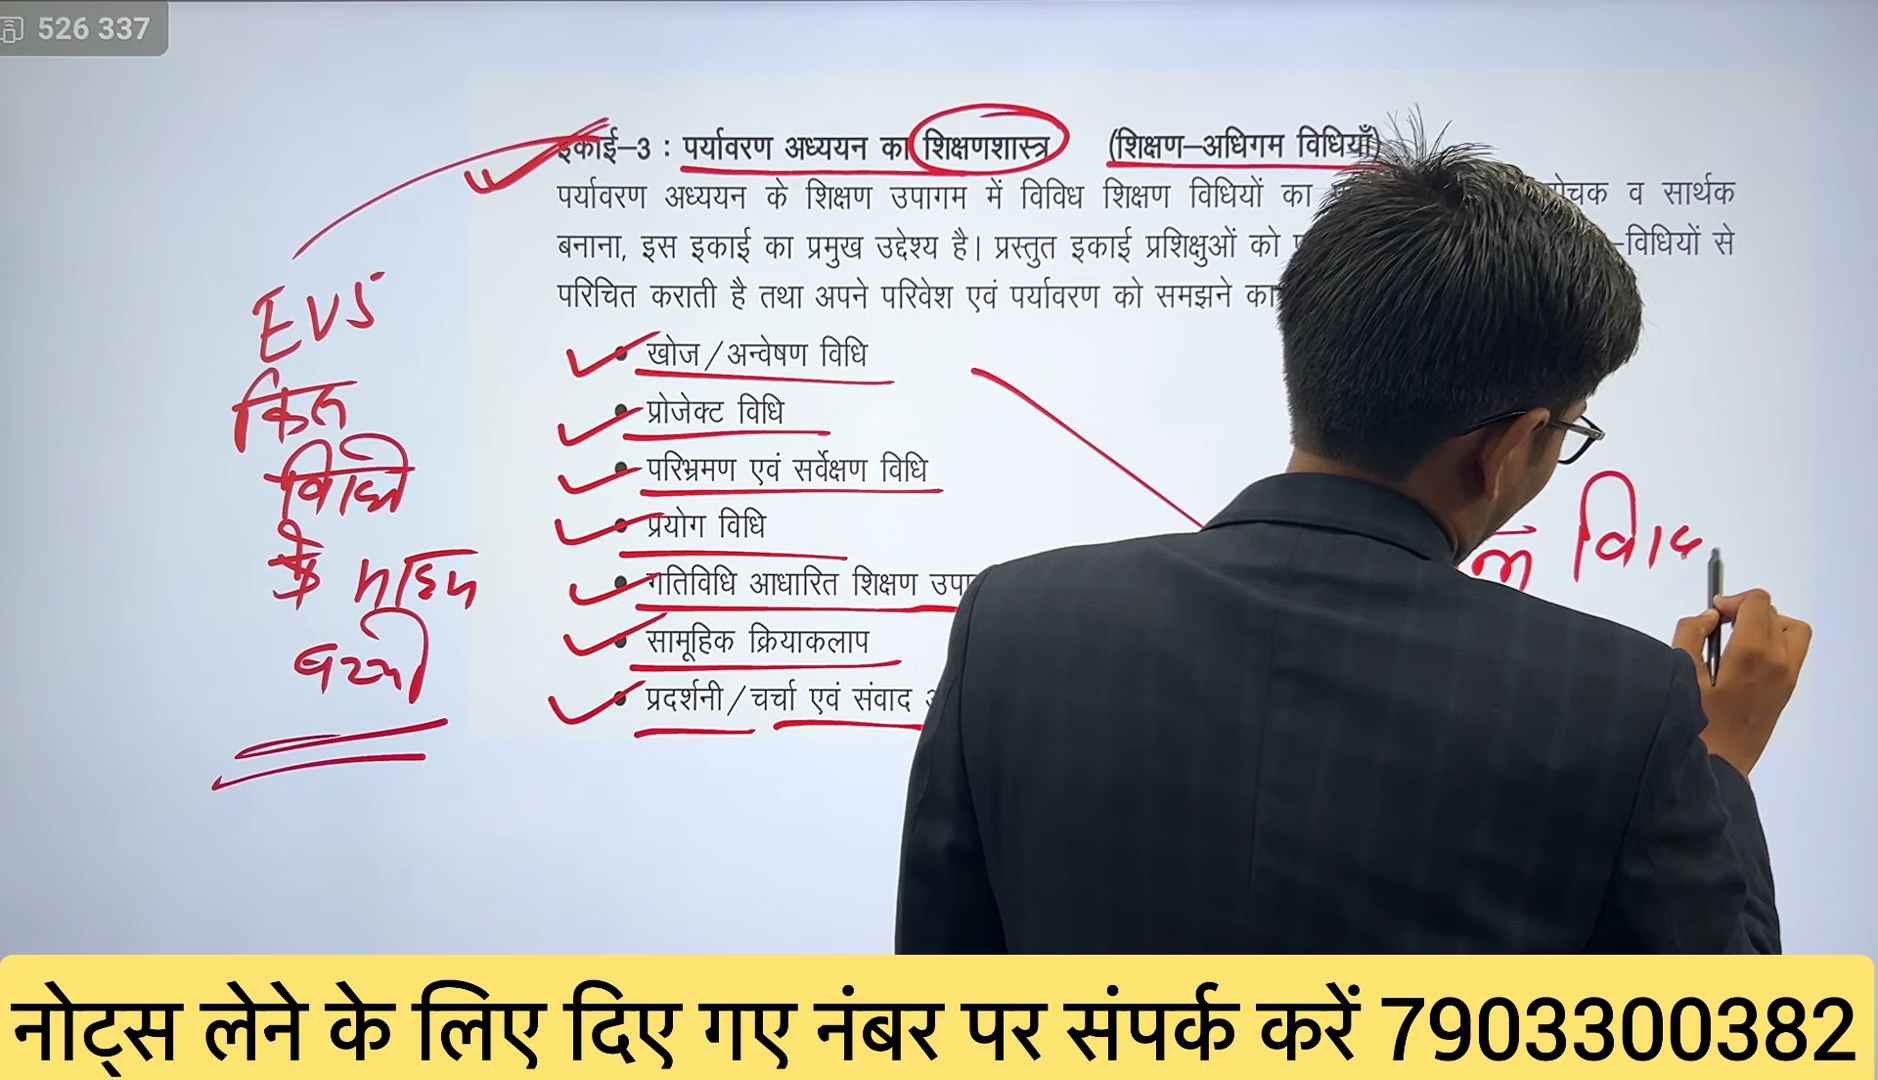 526 337
इकाई–3 : पर्यावरण अध्ययन का शिक्षणशास्त्र (शिक्षण–अधिगम विधियाँ)
पर्यावरण अध्ययन के शिक्षण उपागम में विविध शिक्षण विधियों का व सार्थक
बनाना, इस इकाई का प्रमुख उद्देश्य है। प्रस्तुत इकाई प्रशिक्षुओं को –विधियों से
परिचित कराती है तथा अपने परिवेश एवं पर्यावरण को समझने का
• खोज/अन्वेषण विधि
• प्रोजेक्ट विधि
• परिभ्रमण एवं सर्वेक्षण विधि
• प्रयोग विधि
• गतिविधि आधारित शिक्षण
• सामूहिक क्रियाकलाप
• प्रदर्शनी/चर्चा एवं संवाद
EVS
किस
विधि
के
नोट्स लेने के लिए दिए गए नंबर पर संपर्क करें 7903300382